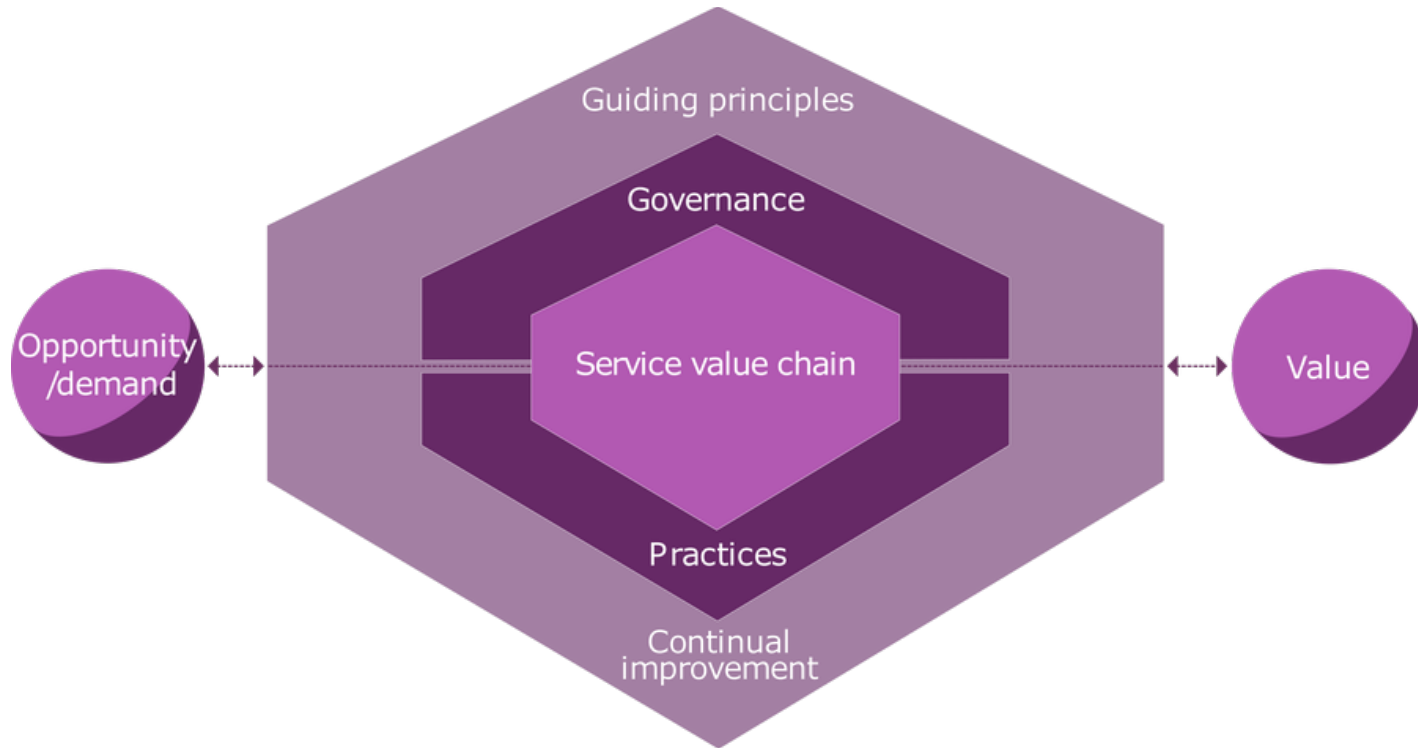 Guiding principles
Governance
Opportunity
/demand
Service value chain
Value
Practices
Continual
improvement